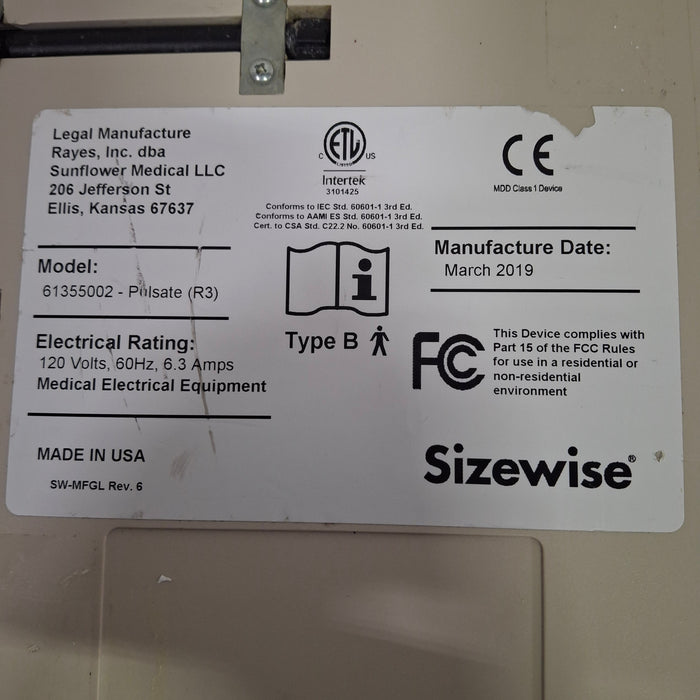 Legal Manufacture
Rayes, Inc. dba
Sunflower Medical LLC
206 Jefferson St
Ellis, Kansas 67637
Model:
61355002 - Pulsate (R3)
Electrical Rating:
120 Volts, 60Hz, 6.3 Amps
Medical Electrical Equipment
MADE IN USA
SW-MFGL Rev. 6
ETL
C US
LISTED
Intertek
3101425
Conforms to IEC Std. 60601-1 3rd Ed.
Conforms to AAMI ES Std. 60601-1 3rd Ed.
Cert. to CSA Std. C22.2 No. 60601-1 3rd Ed.
i
Type B
CE
MDD Class 1 Device
Manufacture Date:
March 2019
FC
This Device complies with
Part 15 of the FCC Rules
for use in a residential or
non-residential
environment
Sizewise®